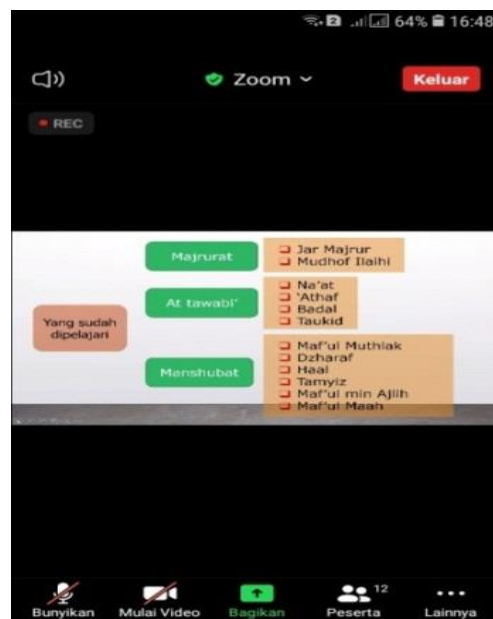 2 64% 16:48
Zoom
Keluar
REC
Majrurat
Jar Majrur
Mudhof Ilaihi
At tawabi'
Na'at
'Athaf
Badal
Taukid
Yang sudah
dipelajari
Manshubat
Maf'ul Muthlak
Dzharaf
Haal
Tamyiz
Maf'ul min Ajlih
Maf'ul Maah
12
Bunyikan
Mulai Video
Bagikan
Peserta
Lainnya